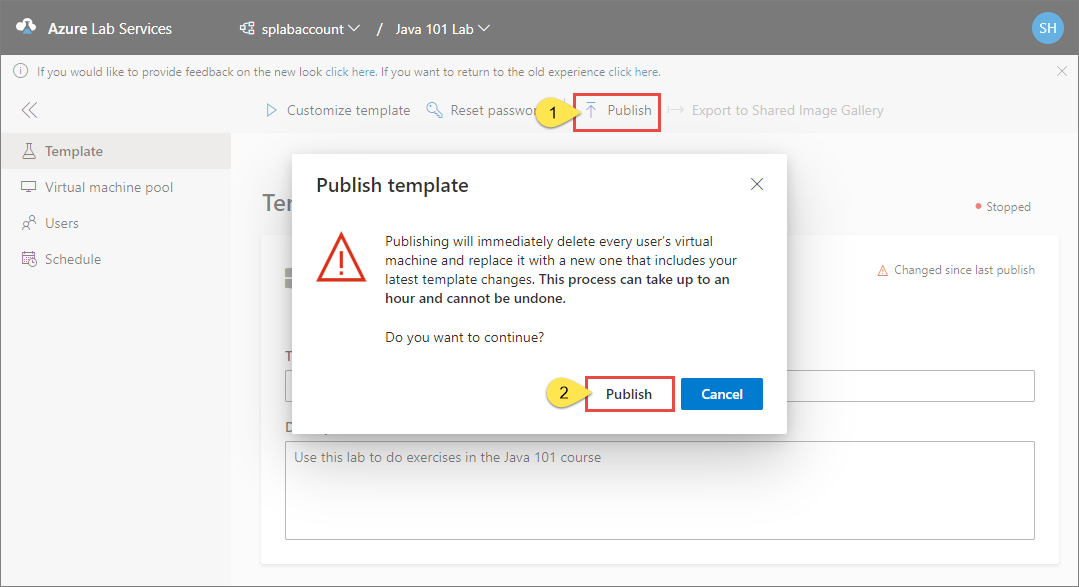 Azure Lab Services splabaccount / Java 101 Lab SH
If you would like to provide feedback on the new look click here. If you want to return to the old experience click here.
Customize template Reset 1 Publish Export to Shared Image Gallery
Template
Virtual machine pool
Users
Schedule
Stopped
Changed since last publish
Publish template
Publishing will immediately delete every user's virtual
machine and replace it with a new one that includes your
latest template changes. This process can take up to an
hour and cannot be undone.
Do you want to continue?
2 Publish Cancel
Use this lab to do exercises in the Java 101 course